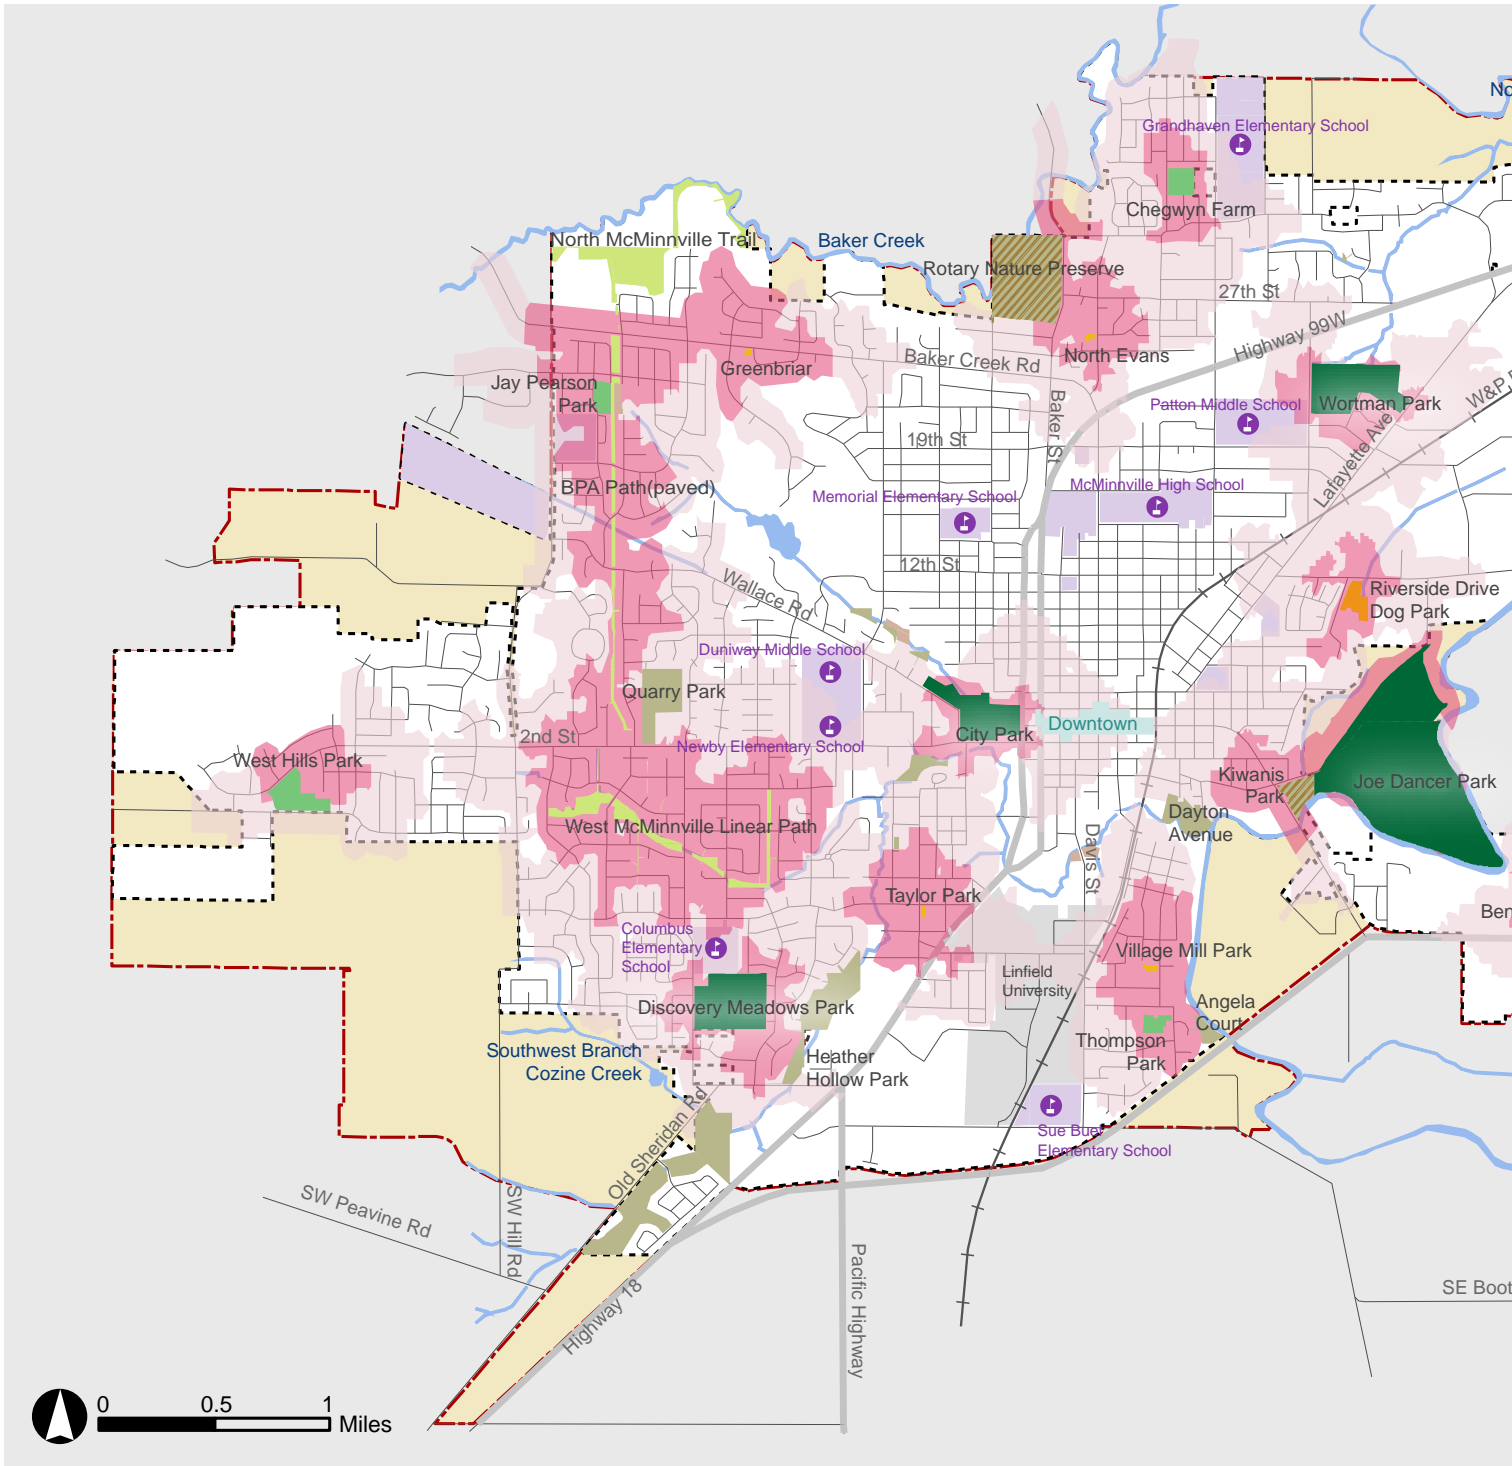 No
Grandhaven Elementary School
Chegwyn Farm
North McMinnville Trail
Baker Creek
Rotary Nature Preserve
27th St
Highway 99W
North Evans
Baker Creek Rd
Greenbriar
Jay Pearson
Park
Patton Middle School
Wortman Park
W&P R
Baker St
19th St
Lafayette Ave
BPA Path(paved)
Memorial Elementary School
McMinnville High School
12th St
Wallace Rd
Riverside Drive
Dog Park
Duniway Middle School
Quarry Park
2nd St
Newby Elementary School
City Park
Downtown
West Hills Park
Kiwanis
Park
Joe Dancer Park
Dayton
Avenue
West McMinnville Linear Path
Davis St
Taylor Park
Ben
Columbus
Elementary
School
Village Mill Park
Linfield
University
Discovery Meadows Park
Angela
Court
Thompson
Park
Southwest Branch
Cozine Creek
Heather
Hollow Park
Old Sheridan Rd
Sue Buel
Elementary School
SW Peavine Rd
SW Hill Rd
Pacific Highway
Highway 18
SE Boot
0 0.5 1
Miles